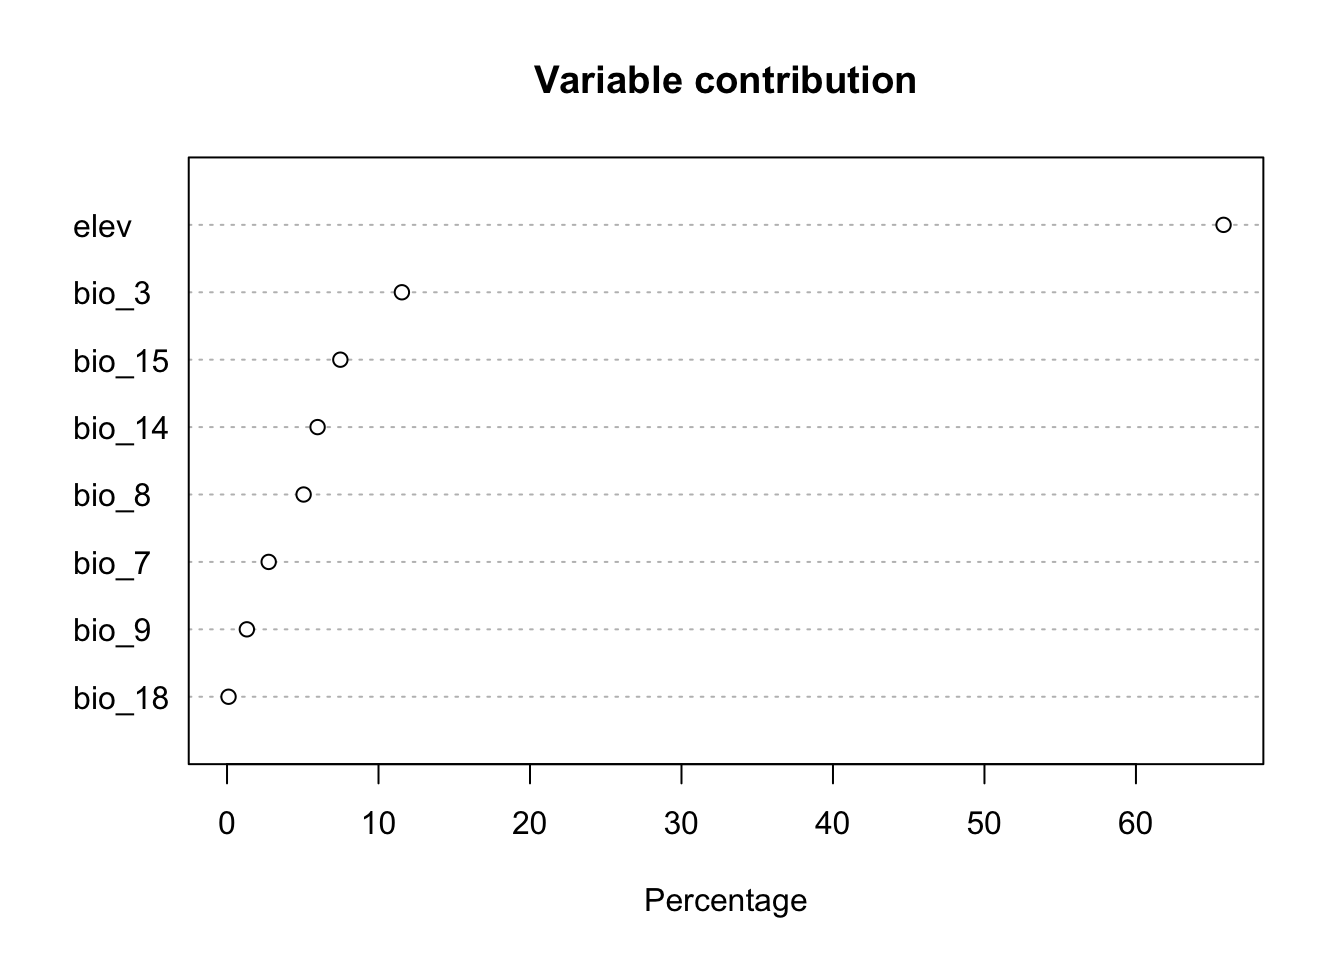 Variable contribution
elev
bio_3
bio_15
bio_14
bio_8
bio_7
bio_9
bio_18
0 10 20 30 40 50 60
Percentage